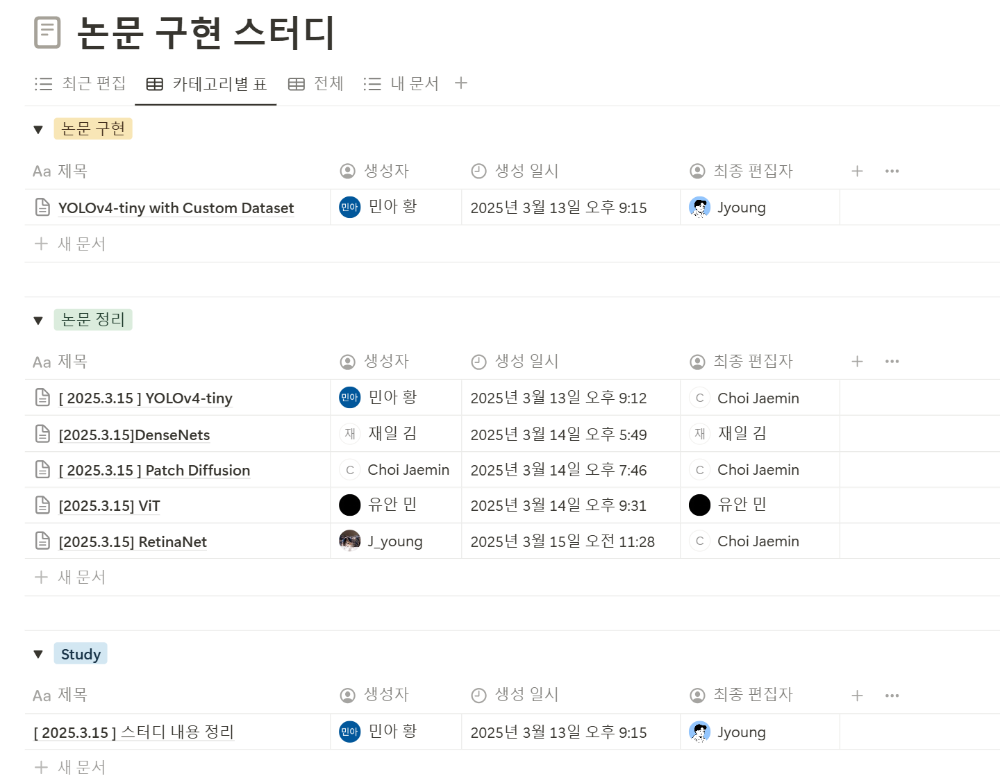 논문 구현 스터디
최근 편집 카테고리별 표 전체 내 문서
논문 구현
Aa 제목 생성자 생성 일시 최종 편집자
YOLOv4-tiny with Custom Dataset 민아 민아 황 2025년 3월 13일 오후 9:15 Jyoung
새 문서
논문 정리
Aa 제목 생성자 생성 일시 최종 편집자
[ 2025.3.15 ] YOLOv4-tiny 민아 민아 황 2025년 3월 13일 오후 9:12 C Choi Jaemin
[2025.3.15]DenseNets 재 재일 김 2025년 3월 14일 오후 5:49 재 재일 김
[ 2025.3.15 ] Patch Diffusion C Choi Jaemin 2025년 3월 14일 오후 7:46 C Choi Jaemin
[2025.3.15] ViT 유안 민 2025년 3월 14일 오후 9:31 유안 민
[2025.3.15] RetinaNet J_young 2025년 3월 15일 오전 11:28 C Choi Jaemin
새 문서
Study
Aa 제목 생성자 생성 일시 최종 편집자
[ 2025.3.15 ] 스터디 내용 정리 민아 민아 황 2025년 3월 13일 오후 9:15 Jyoung
새 문서